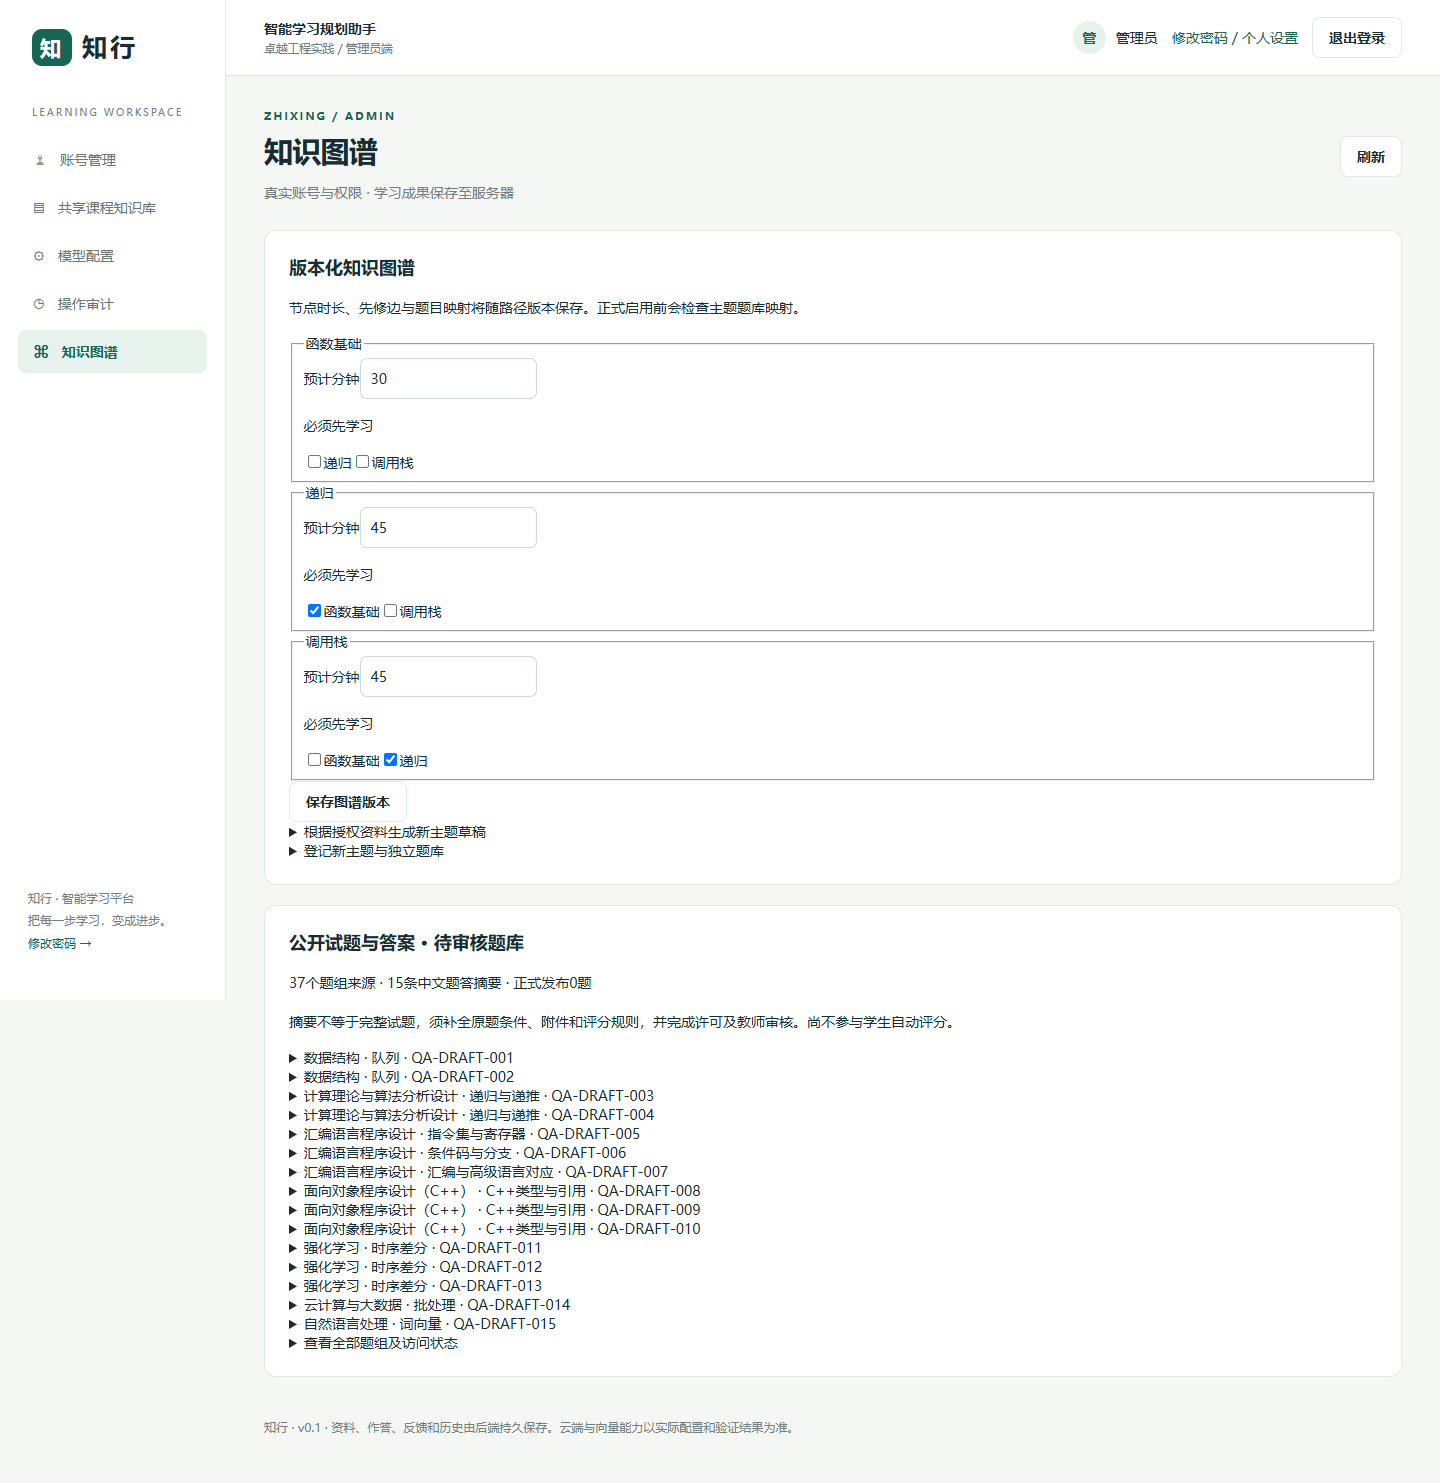 知 知行
LEARNING WORKSPACE
账号管理
共享课程知识库
模型配置
操作审计
知识图谱
知行 · 智能学习平台
把每一步学习，变成进步。
修改密码 →
智能学习规划助手
卓越工程实践 / 管理员端
管 管理员 修改密码 / 个人设置 退出登录
ZHIXING / ADMIN
知识图谱
真实账号与权限 · 学习成果保存至服务器
刷新
版本化知识图谱
节点时长、先修边与题目映射将随路径版本保存。正式启用前会检查主题题库映射。
函数基础
预计分钟 30
必须先学习
递归 调用栈
递归
预计分钟 45
必须先学习
函数基础 调用栈
调用栈
预计分钟 45
必须先学习
函数基础 递归
保存图谱版本
根据授权资料生成新主题草稿
登记新主题与独立题库
公开试题与答案 · 待审核题库
37个题组来源 · 15条中文题答摘要 · 正式发布0题
摘要不等于完整试题，须补全原题条件、附件和评分规则，并完成许可及教师审核。尚不参与学生自动评分。
数据结构 · 队列 · QA-DRAFT-001
数据结构 · 队列 · QA-DRAFT-002
计算理论与算法分析设计 · 递归与递推 · QA-DRAFT-003
计算理论与算法分析设计 · 递归与递推 · QA-DRAFT-004
汇编语言程序设计 · 指令集与寄存器 · QA-DRAFT-005
汇编语言程序设计 · 条件码与分支 · QA-DRAFT-006
汇编语言程序设计 · 汇编与高级语言对应 · QA-DRAFT-007
面向对象程序设计（C++） · C++类型与引用 · QA-DRAFT-008
面向对象程序设计（C++） · C++类型与引用 · QA-DRAFT-009
面向对象程序设计（C++） · C++类型与引用 · QA-DRAFT-010
强化学习 · 时序差分 · QA-DRAFT-011
强化学习 · 时序差分 · QA-DRAFT-012
强化学习 · 时序差分 · QA-DRAFT-013
云计算与大数据 · 批处理 · QA-DRAFT-014
自然语言处理 · 词向量 · QA-DRAFT-015
查看全部题组及访问状态
知行 · v0.1 · 资料、作答、反馈和历史由后端持久保存。云端与向量能力以实际配置和验证结果为准。